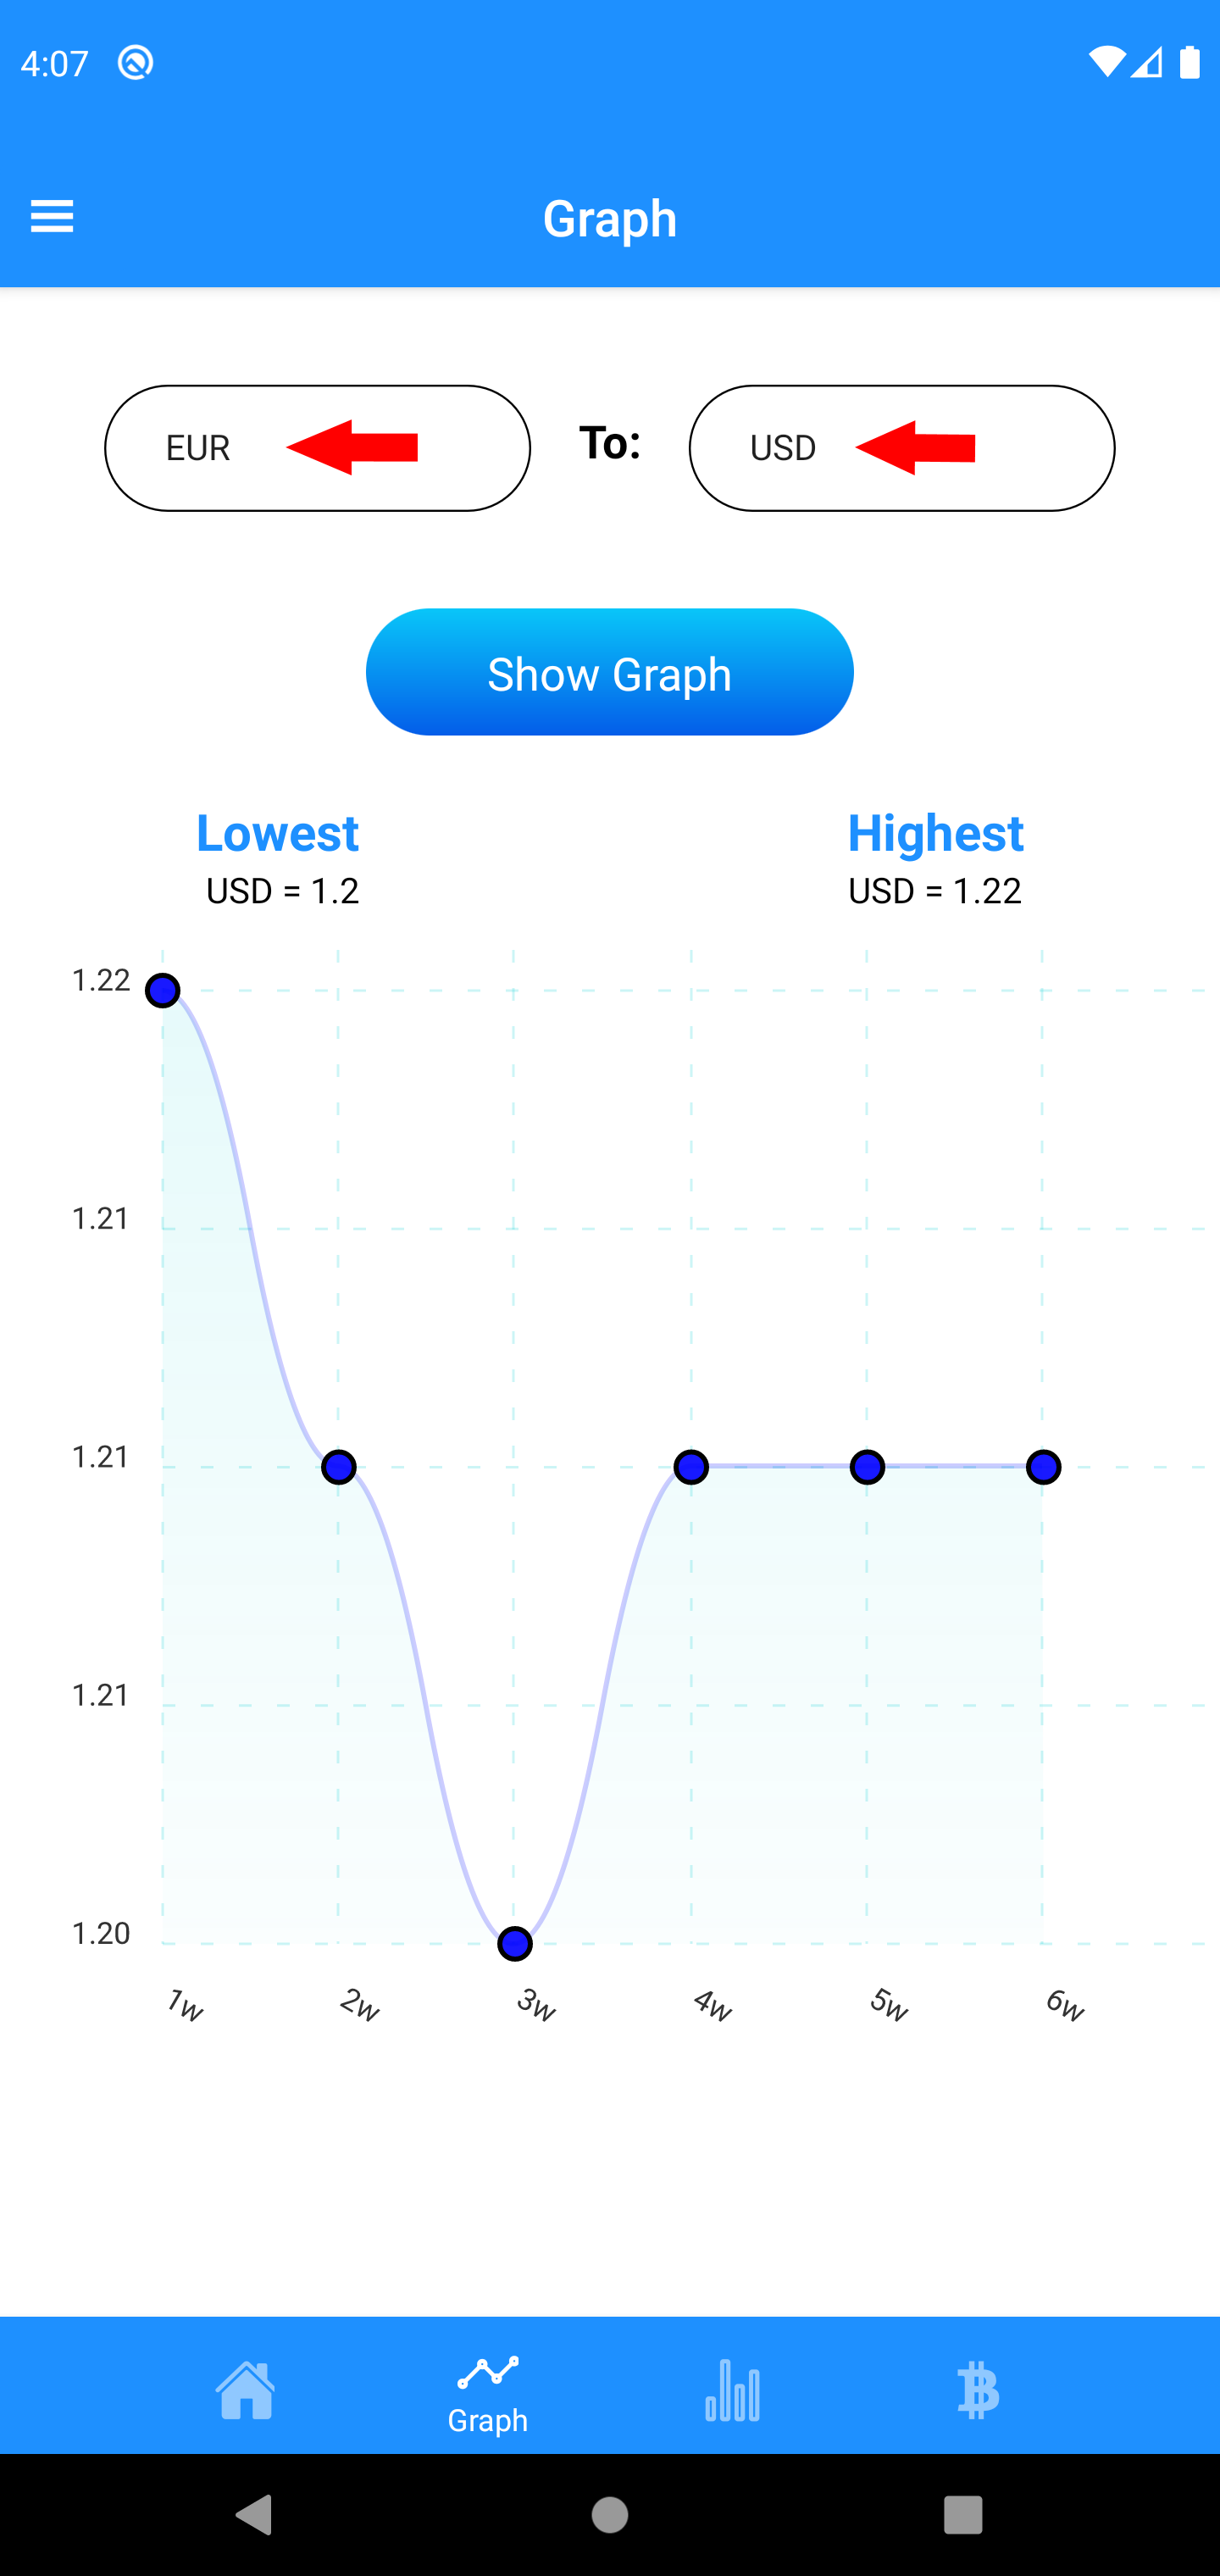 4:07
Graph
EUR To: USD
Show Graph
Lowest Highest
USD = 1.2 USD = 1.22
1.22
1.21
1.21
1.21
1.20
1w 2w 3w 4w 5w 6w
Graph